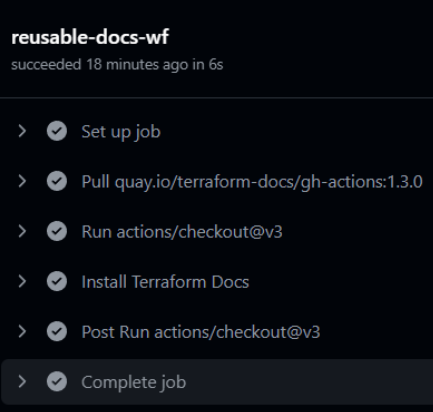 reusable-docs-wf
succeeded 18 minutes ago in 6s
Set up job
Pull quay.io/terraform-docs/gh-actions:1.3.0
Run actions/checkout@v3
Install Terraform Docs
Post Run actions/checkout@v3
Complete job